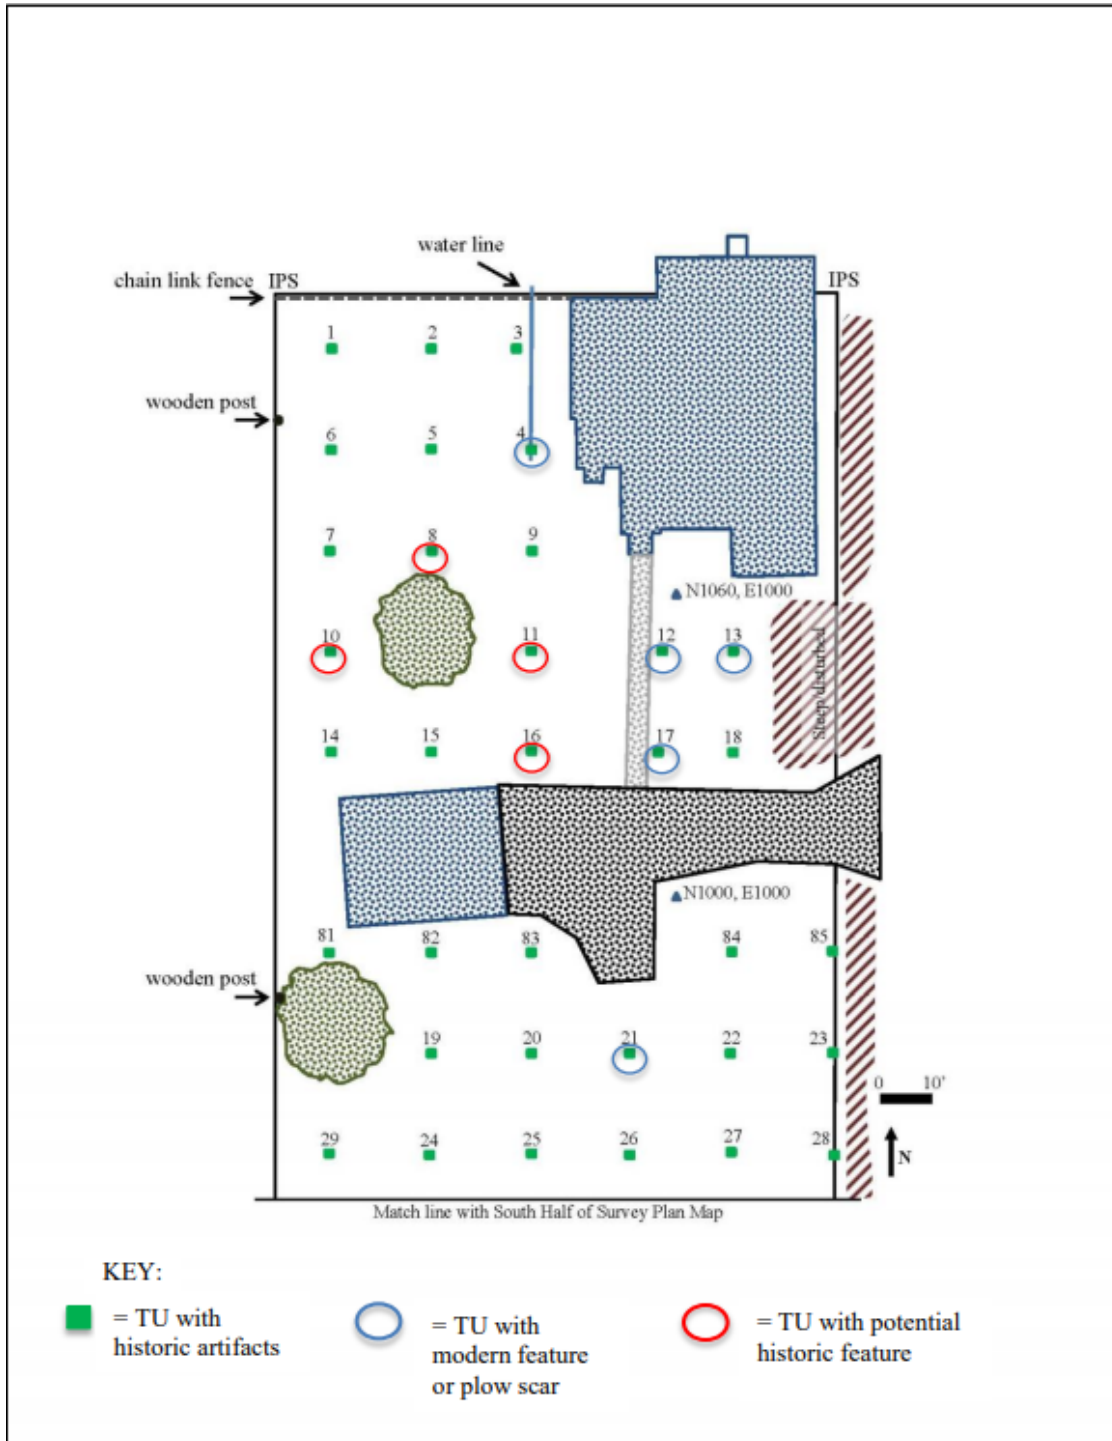 water line
chain link fence IPS
IPS
1 2 3
wooden post
6 5 4
7 8 9
N1060, E1000
10 11 12 13
Steep/disturbed
14 15 16 17 18
N1000, E1000
81 82 83 84 85
wooden post
19 20 21 22 23
0 10'
29 24 25 26 27 28
N
Match line with South Half of Survey Plan Map
KEY:
= TU with
historic artifacts
= TU with
modern feature
or plow scar
= TU with potential
historic feature